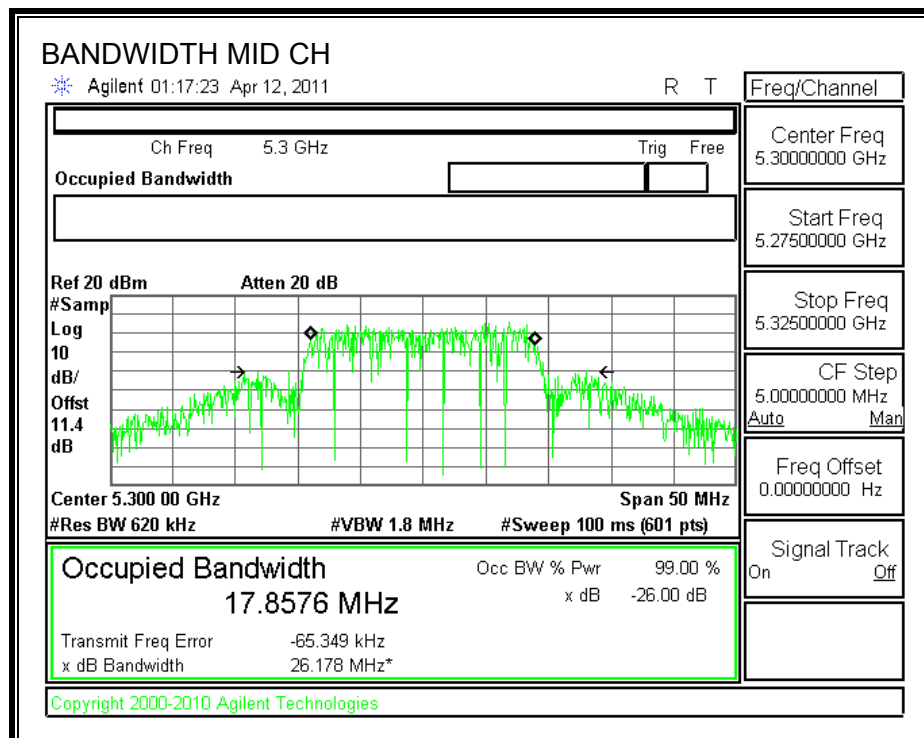 BANDWIDTH MID CH
Agilent 01:17:23 Apr 12, 2011 R T
Freq/Channel
Ch Freq 5.3 GHz Trig Free
Occupied Bandwidth
Center Freq
5.30000000 GHz
Start Freq
5.27500000 GHz
Stop Freq
5.32500000 GHz
CF Step
5.00000000 MHz
Auto Man
Freq Offset
0.00000000 Hz
Signal Track
On Off
Ref 20 dBm Atten 20 dB
#Samp
Log
10
dB/
Offst
11.4
dB
Center 5.300 00 GHz Span 50 MHz
#Res BW 620 kHz #VBW 1.8 MHz #Sweep 100 ms (601 pts)
Occupied Bandwidth Occ BW % Pwr 99.00 %
17.8576 MHz x dB -26.00 dB
Transmit Freq Error -65.349 kHz
x dB Bandwidth 26.178 MHz*
Copyright 2000-2010 Agilent Technologies